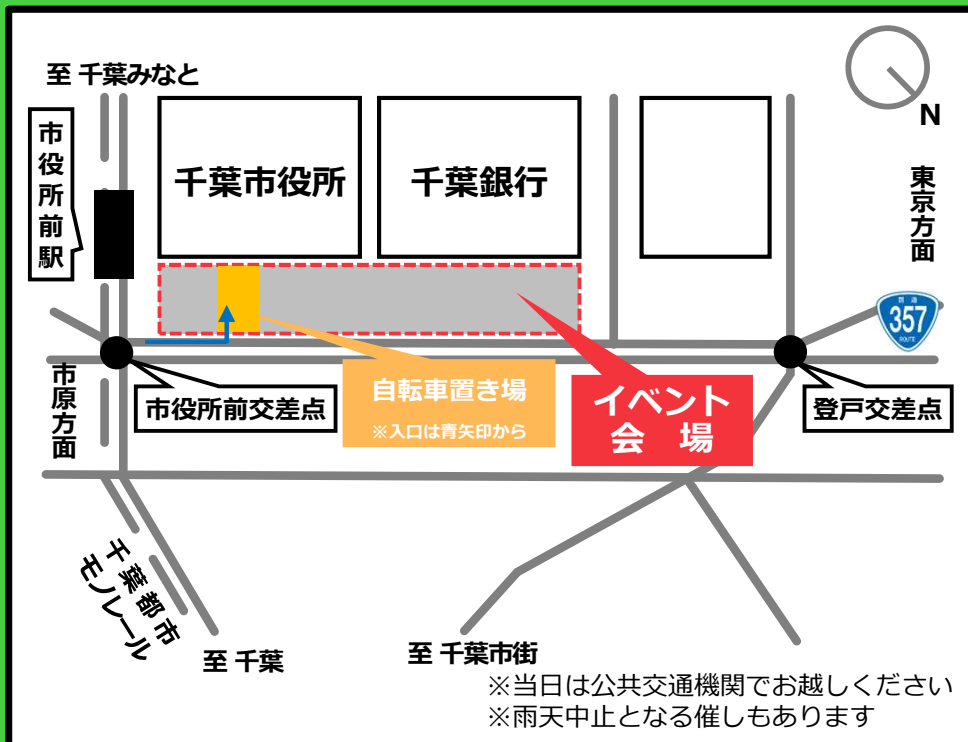 至 千葉みなと
N
市役所前駅
千葉市役所
千葉銀行
東京方面
国道
357
ROUTE
市原方面
市役所前交差点
自転車置き場
※入口は青矢印から
イベント
会 場
登戸交差点
千葉都市
モノレール
至 千葉
至 千葉市街
※当日は公共交通機関でお越しください
※雨天中止となる催しもあります